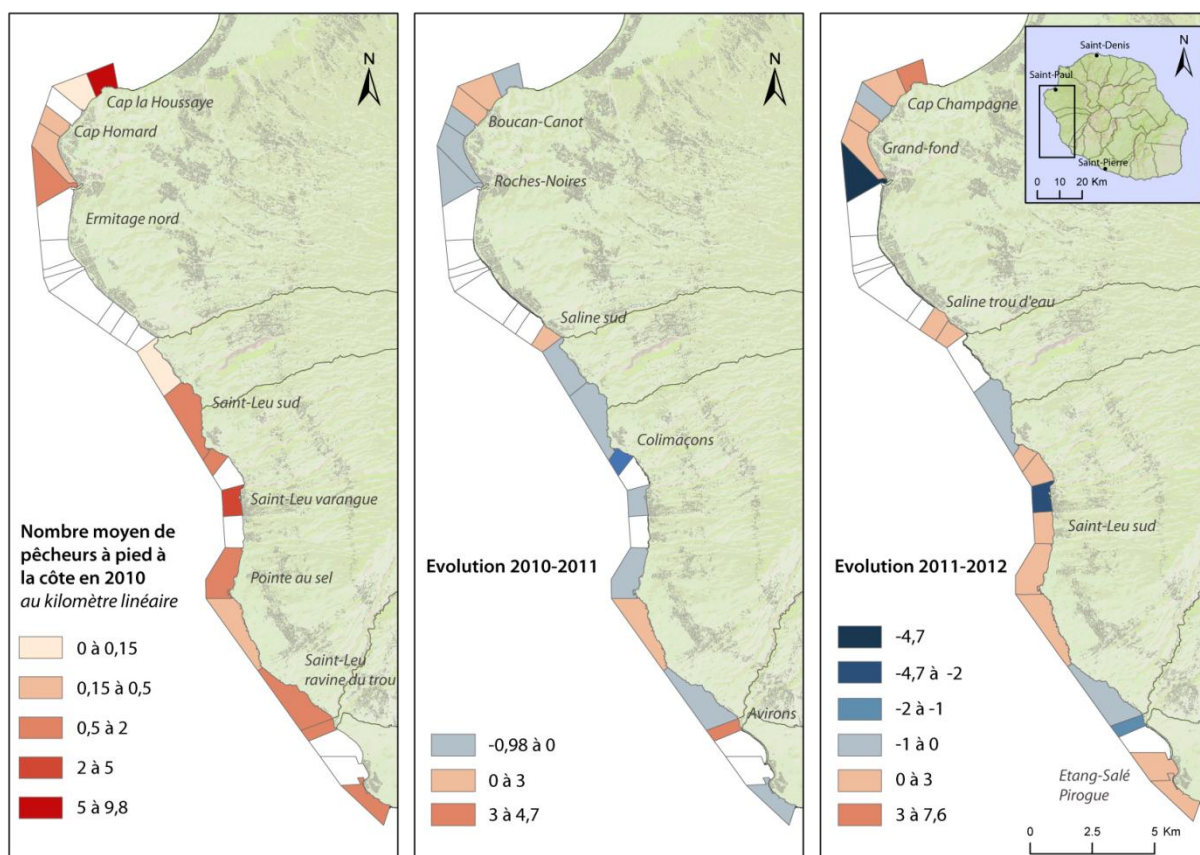 N
Cap la Houssaye
Cap Homard
Ermitage nord
Saint-Leu sud
Saint-Leu varangue
Pointe au sel
Saint-Leu
ravine du trou
Nombre moyen de
pêcheurs à pied à
la côte en 2010
au kilomètre linéaire
0 à 0,15
0,15 à 0,5
0,5 à 2
2 à 5
5 à 9,8
N
Boucan-Canot
Roches-Noires
Saline sud
Colimaçons
Avirons
Evolution 2010-2011
-0,98 à 0
0 à 3
3 à 4,7
Saint-Denis
N
Saint-Paul
Saint-Pierre
0 10 20 Km
Cap Champagne
Grand-fond
Saline trou d'eau
Saint-Leu sud
Etang-Salé
Pirogue
Evolution 2011-2012
-4,7
-4,7 à -2
-2 à -1
-1 à 0
0 à 3
3 à 7,6
0 2.5 5 Km